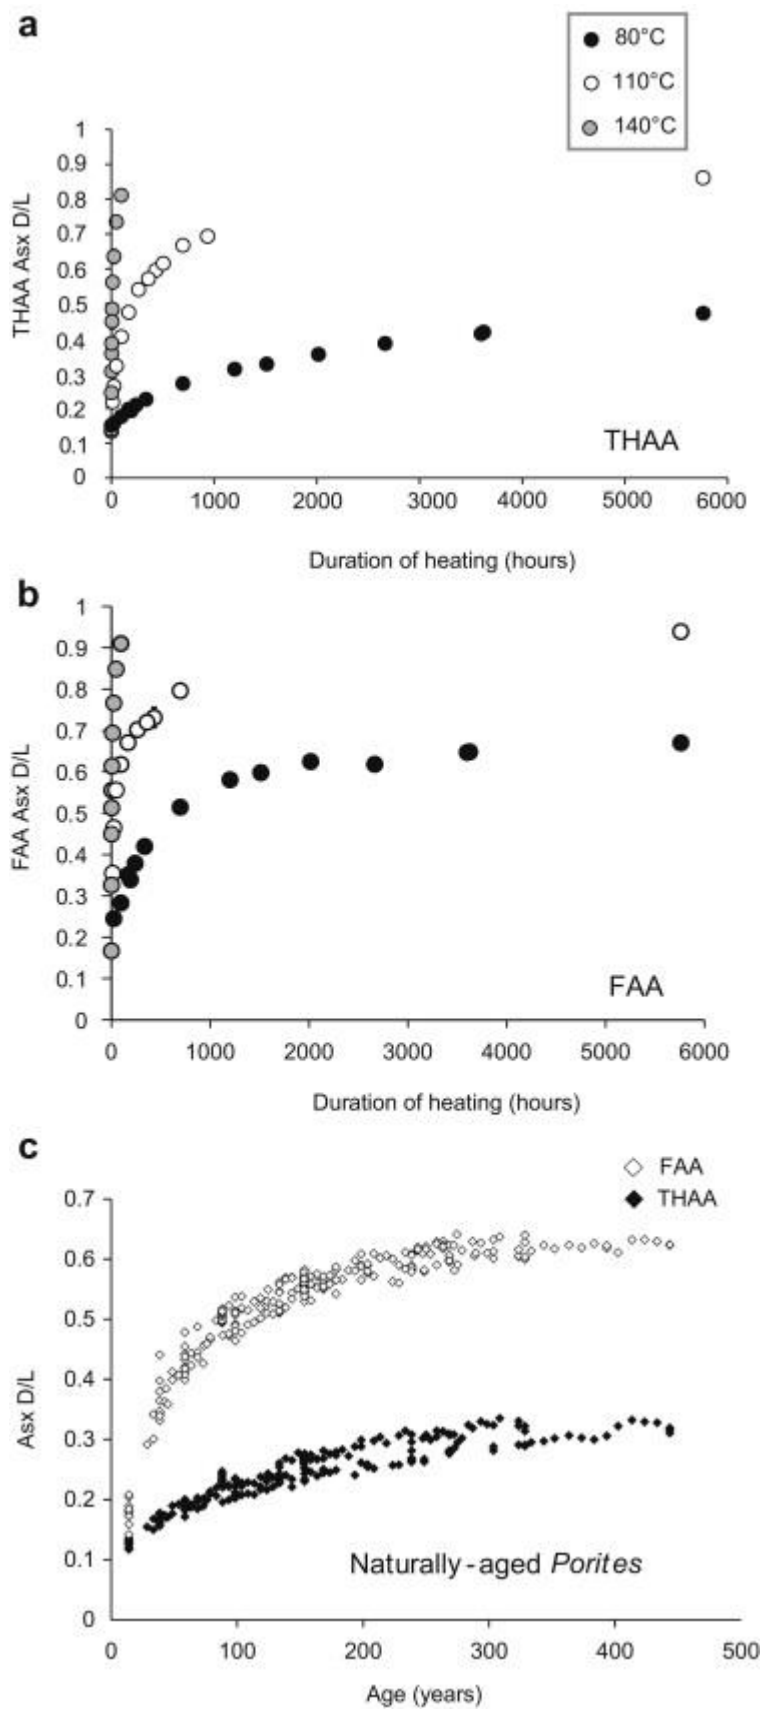 a
80°C
110°C
140°C
1
0.9
0.8
0.7
0.6
0.5
0.4
0.3
0.2
0.1
0
THAA Asx D/L
THAA
0 1000 2000 3000 4000 5000 6000
Duration of heating (hours)
b
1
0.9
0.8
0.7
0.6
0.5
0.4
0.3
0.2
0.1
0
FAA Asx D/L
FAA
0 1000 2000 3000 4000 5000 6000
Duration of heating (hours)
c
FAA
THAA
0.7
0.6
0.5
0.4
0.3
0.2
0.1
0
Asx D/L
Naturally-aged Porites
0 100 200 300 400 500
Age (years)